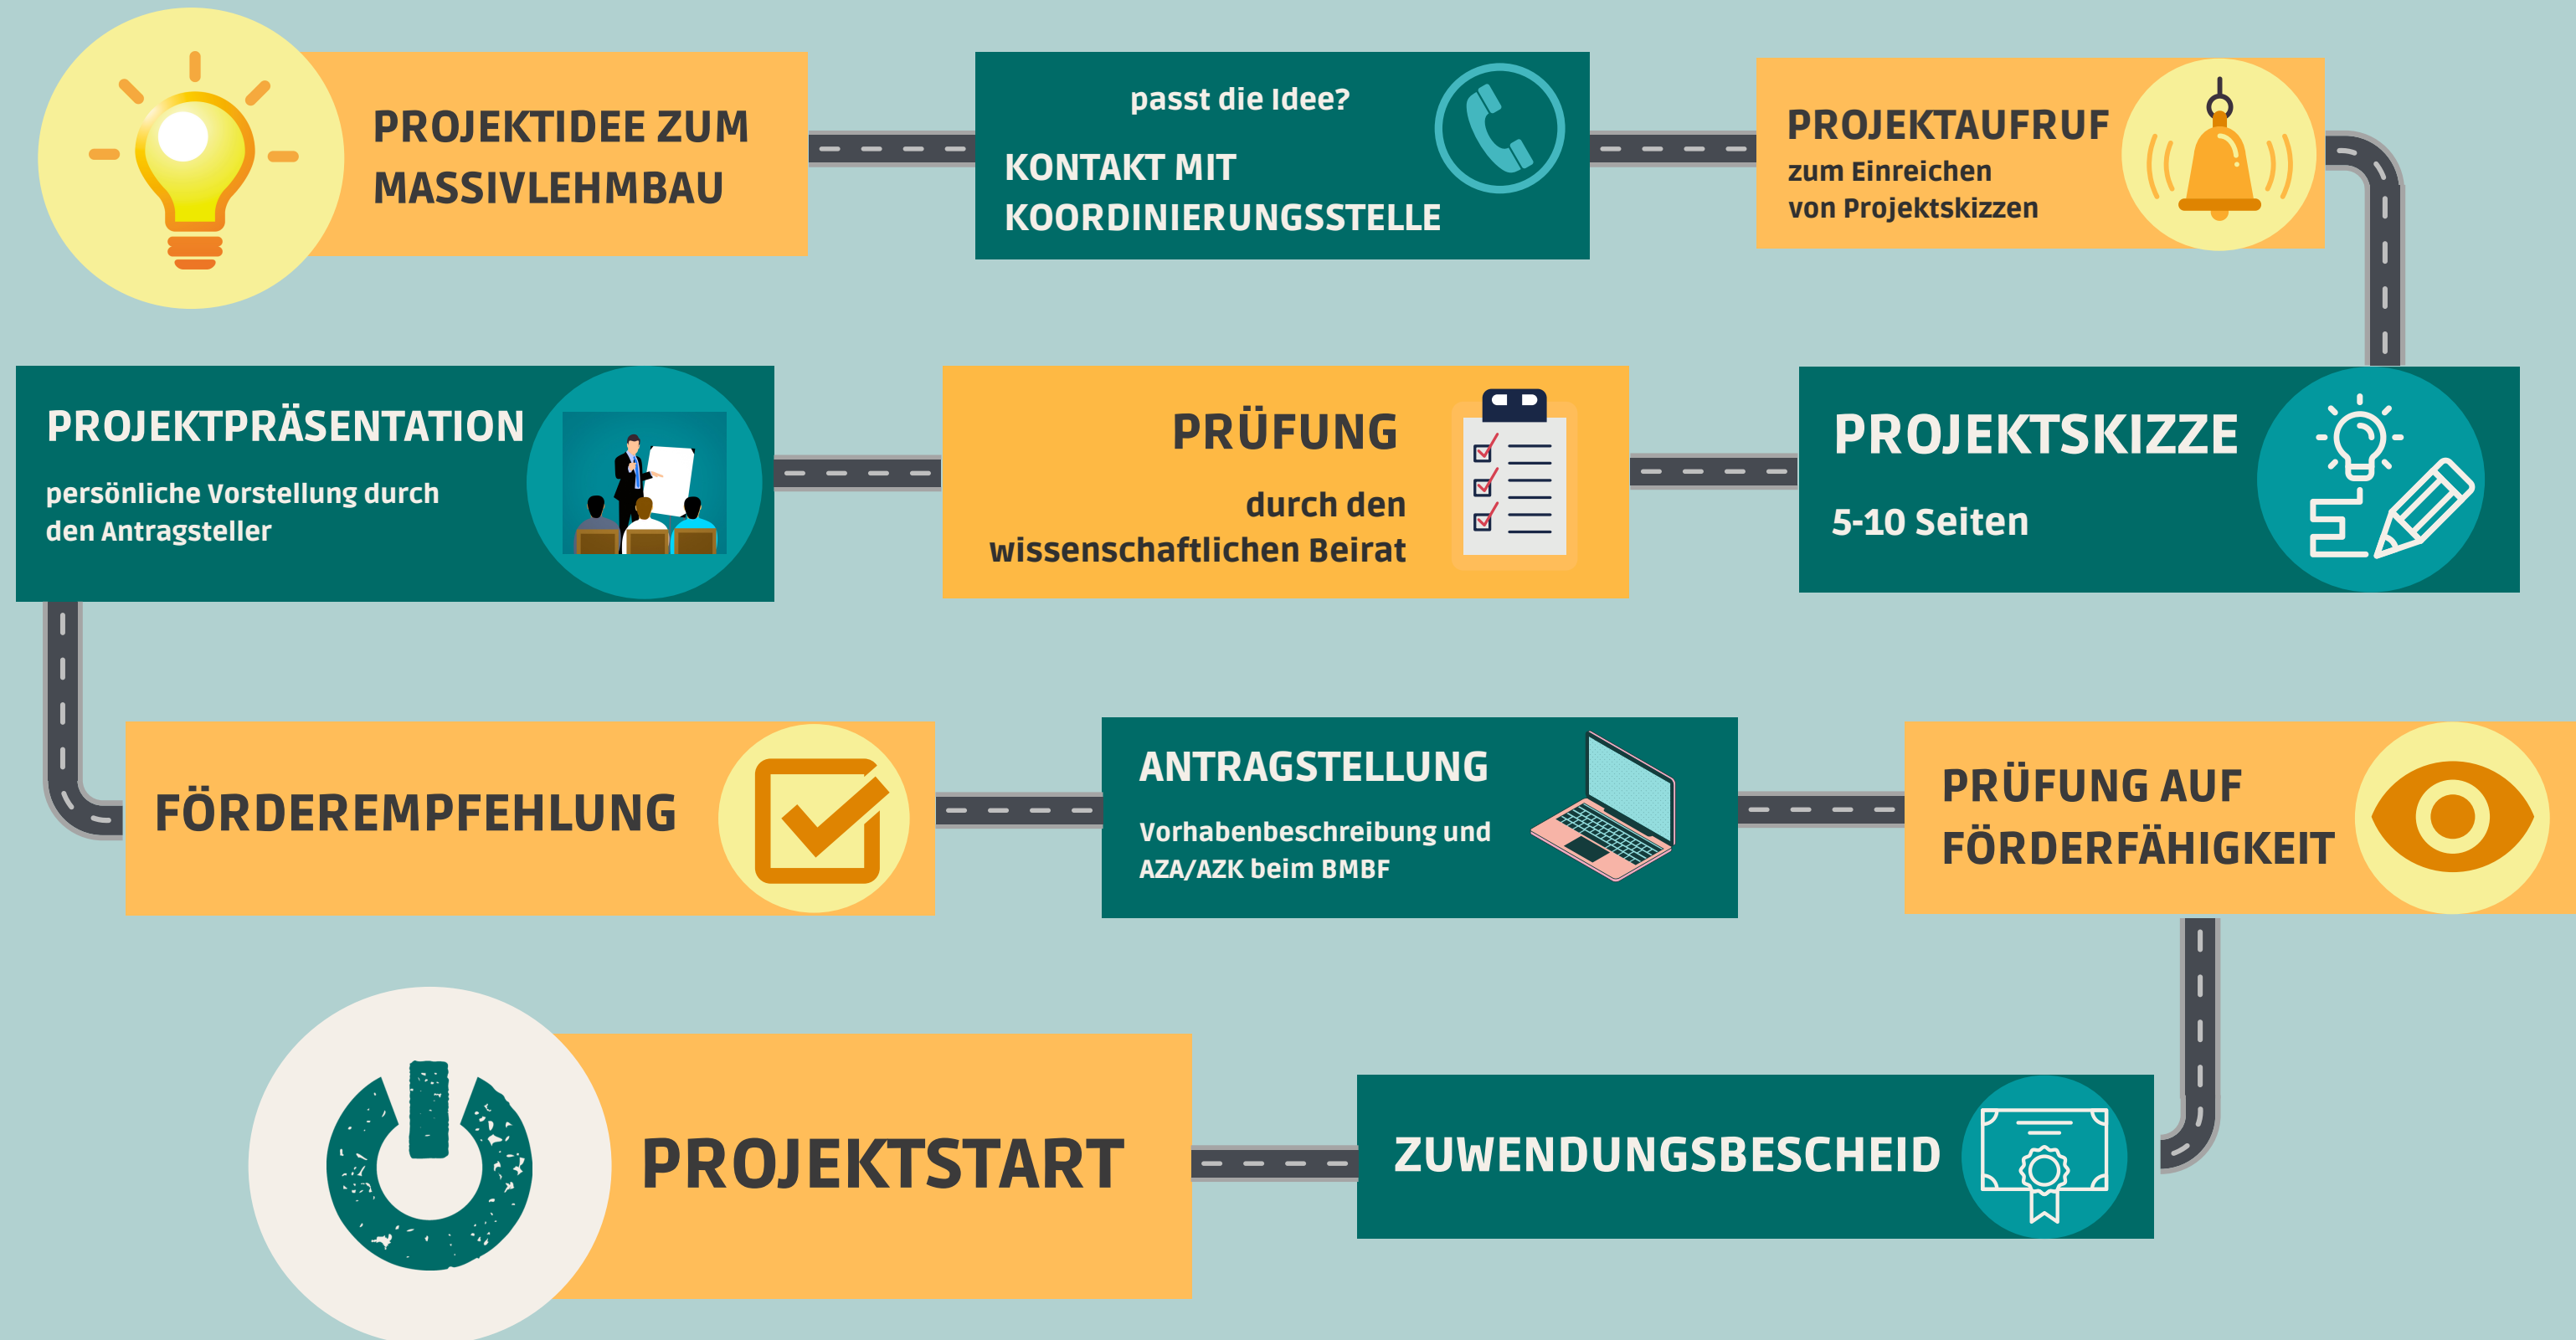 PROJEKTIDEE ZUM
MASSIVLEHMBAU
passt die Idee?
KONTAKT MIT
KOORDINIERUNGSSTELLE
PROJEKTAUFRUF
zum Einreichen
von Projektskizzen
PROJEKTSKIZZE
5-10 Seiten
PRÜFUNG
durch den
wissenschaftlichen Beirat
PROJEKTPRÄSENTATION
persönliche Vorstellung durch
den Antragsteller
FÖRDEREMPFEHLUNG
ANTRAGSTELLUNG
Vorhabenbeschreibung und
AZA/AZK beim BMBF
PRÜFUNG AUF
FÖRDERFÄHIGKEIT
ZUWENDUNGSBESCHEID
PROJEKTSTART